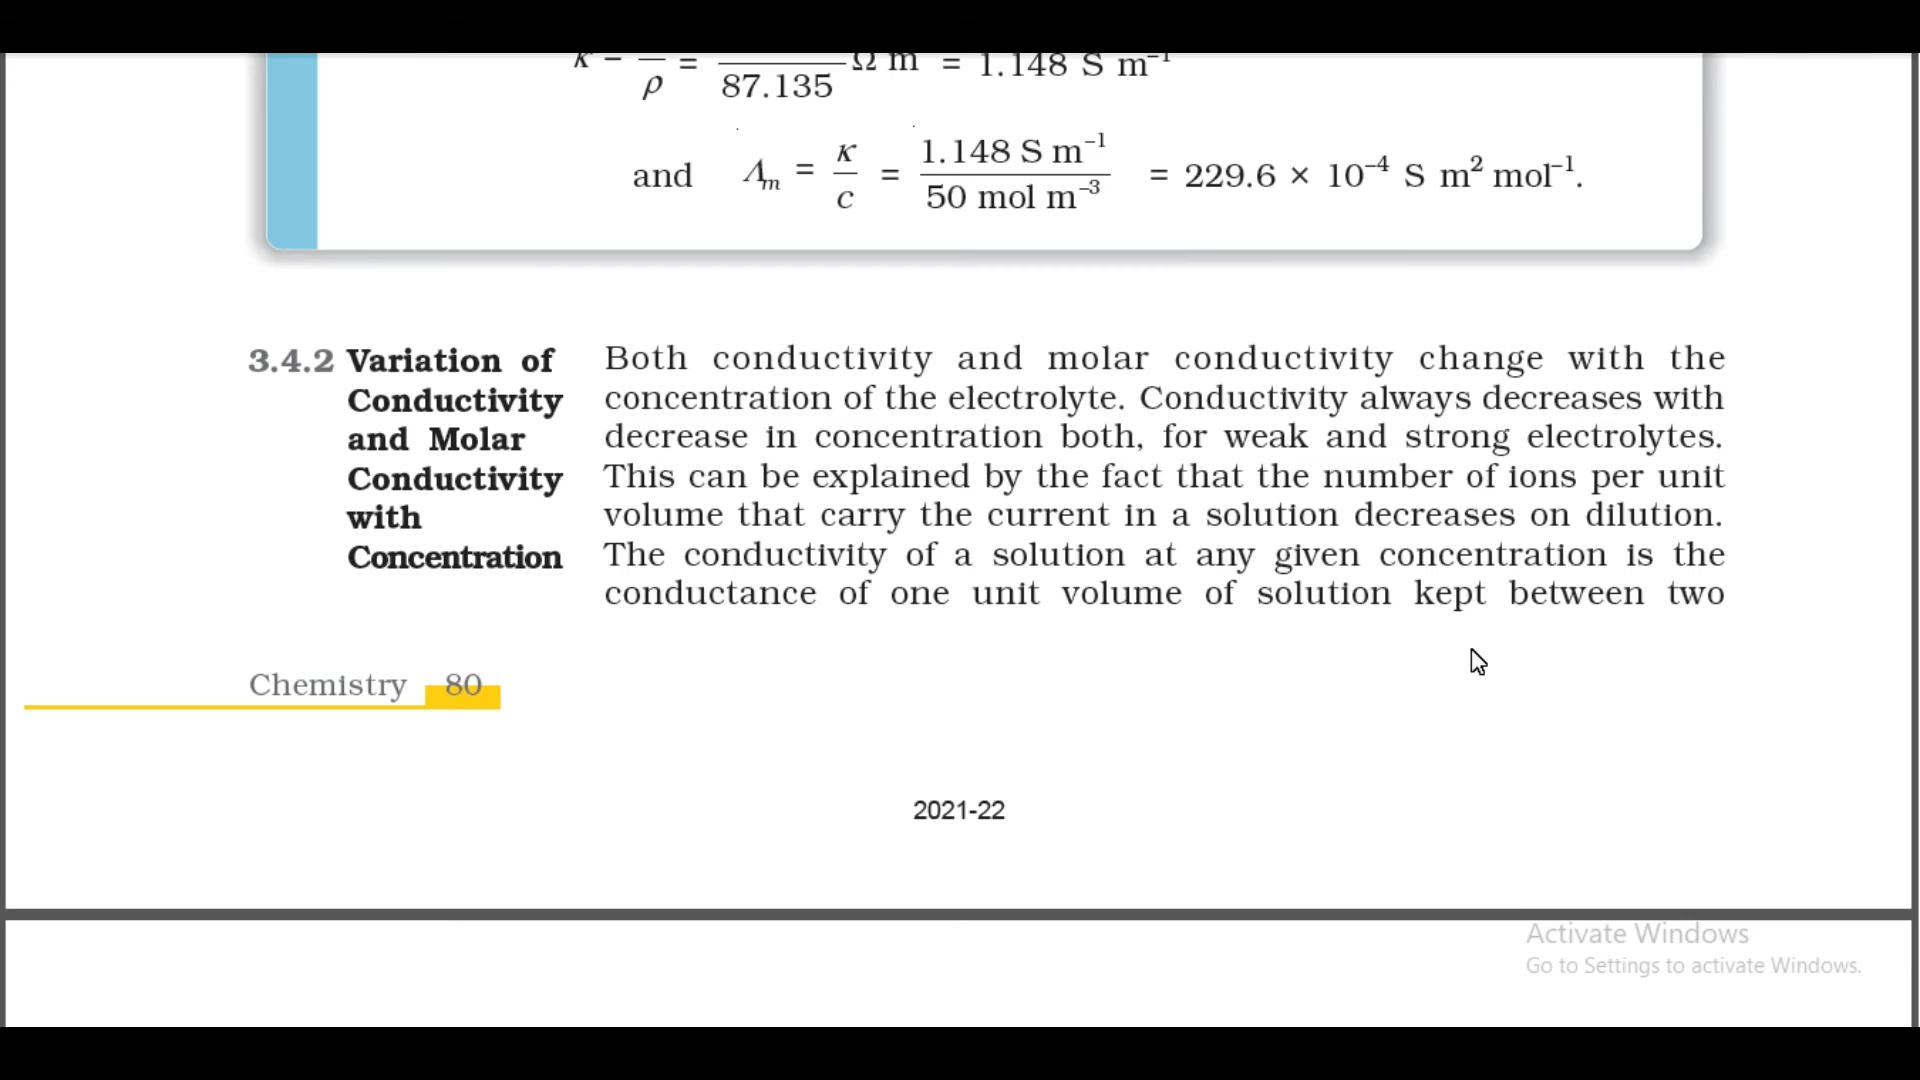 κ = — = —— Ω m = 1.148 S m⁻¹
ρ 87.135
and Λm = κ/c = 1.148 S m⁻¹ / 50 mol m⁻³ = 229.6 × 10⁻⁴ S m² mol⁻¹.
3.4.2 Variation of Conductivity and Molar Conductivity with Concentration
Both conductivity and molar conductivity change with the
concentration of the electrolyte. Conductivity always decreases with
decrease in concentration both, for weak and strong electrolytes.
This can be explained by the fact that the number of ions per unit
volume that carry the current in a solution decreases on dilution.
The conductivity of a solution at any given concentration is the
conductance of one unit volume of solution kept between two
Chemistry 80
2021-22
Activate Windows
Go to Settings to activate Windows.